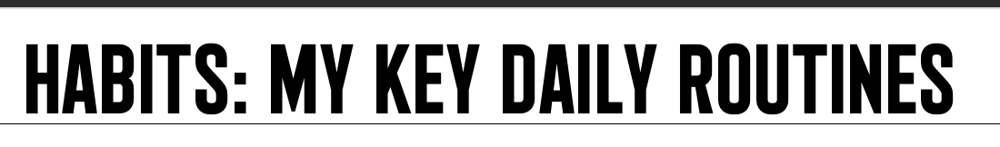 HABITS: MY KEY DAILY ROUTINES